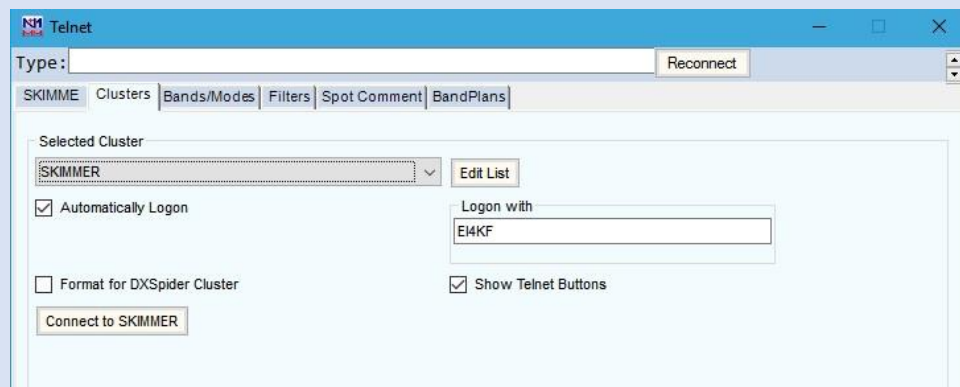 Telnet
Type: Reconnect
SKIMME Clusters Bands/Modes Filters Spot Comment BandPlans
Selected Cluster
SKIMMER Edit List
Automatically Logon Logon with
EI4KF
Format for DXSpider Cluster Show Telnet Buttons
Connect to SKIMMER